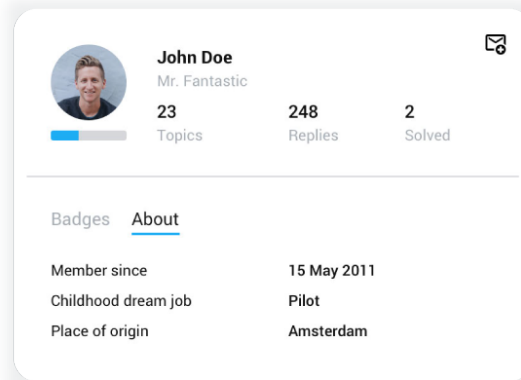 John Doe
Mr. Fantastic
23 248 2
Topics Replies Solved
Badges About
Member since 15 May 2011
Childhood dream job Pilot
Place of origin Amsterdam